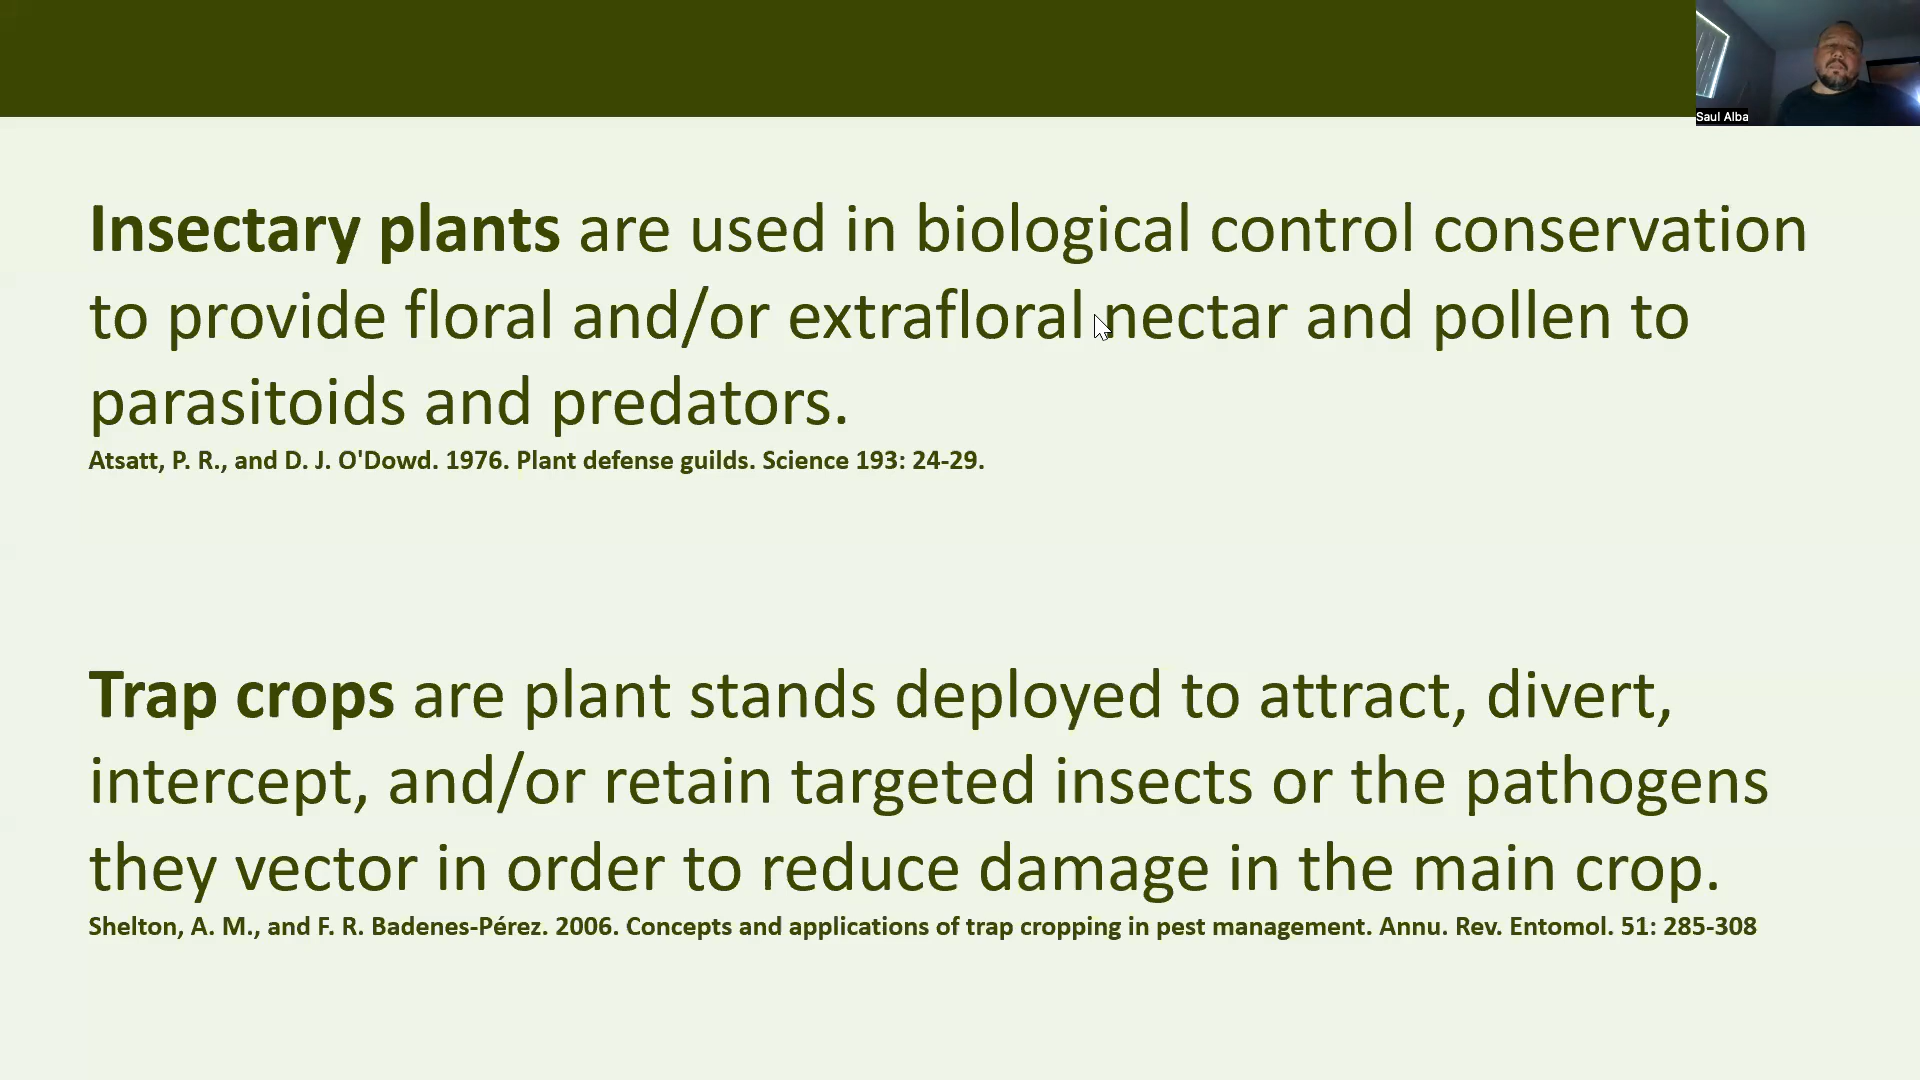 Saul Alba
Insectary plants are used in biological control conservation
to provide floral and/or extrafloral nectar and pollen to
parasitoids and predators.
Atsatt, P. R., and D. J. O'Dowd. 1976. Plant defense guilds. Science 193: 24-29.
Trap crops are plant stands deployed to attract, divert,
intercept, and/or retain targeted insects or the pathogens
they vector in order to reduce damage in the main crop.
Shelton, A. M., and F. R. Badenes-Pérez. 2006. Concepts and applications of trap cropping in pest management. Annu. Rev. Entomol. 51: 285-308